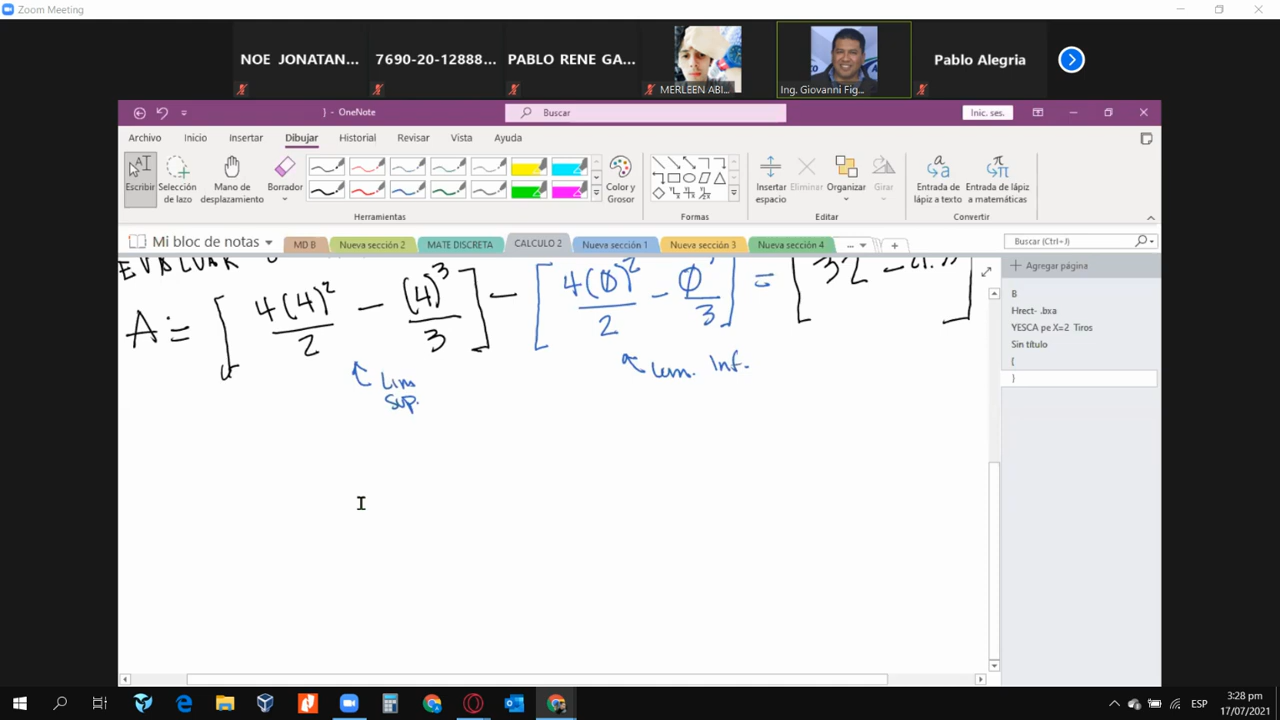 Zoom Meeting
NOE JONATAN...
7690-20-12888...
PABLO RENE GA...
MERLEEN ABI...
Ing. Giovanni Fig...
Pablo Alegria
} - OneNote
Buscar
Inic. ses.
Archivo Inicio Insertar Dibujar Historial Revisar Vista Ayuda
Escribir
Selección de lazo
Mano de desplazamiento
Borrador
Color y Grosor
Insertar espacio
Eliminar
Organizar
Girar
Entrada de lápiz a texto
Entrada de lápiz a matemáticas
Herramientas
Formas
Editar
Convertir
Mi bloc de notas
MD B
Nueva sección 2
MATE DISCRETA
CALCULO 2
Nueva sección 1
Nueva sección 3
Nueva sección 4
...
Buscar (Ctrl+J)
Agregar página
B
Hrect- .bxa
YESCA pe X=2 Tiros
Sin título
{
}
EVALUAR
A = [ 4(4)² / 2 − (4)³ / 3 ] − [ 4(0)² / 2 − 0 / 3 ] = [ 32 −
Lim Sup.
Lim. Inf.
ESP
3:28 pm
17/07/2021